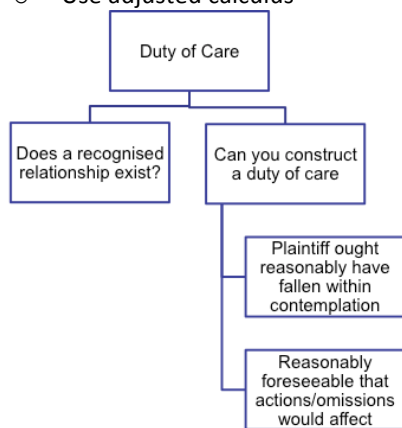 ○ Use adjusted calculus
Duty of Care
Does a recognised
relationship exist?
Can you construct
a duty of care
Plaintiff ought
reasonably have
fallen within
contemplation
Reasonably
foreseeable that
actions/omissions
would affect